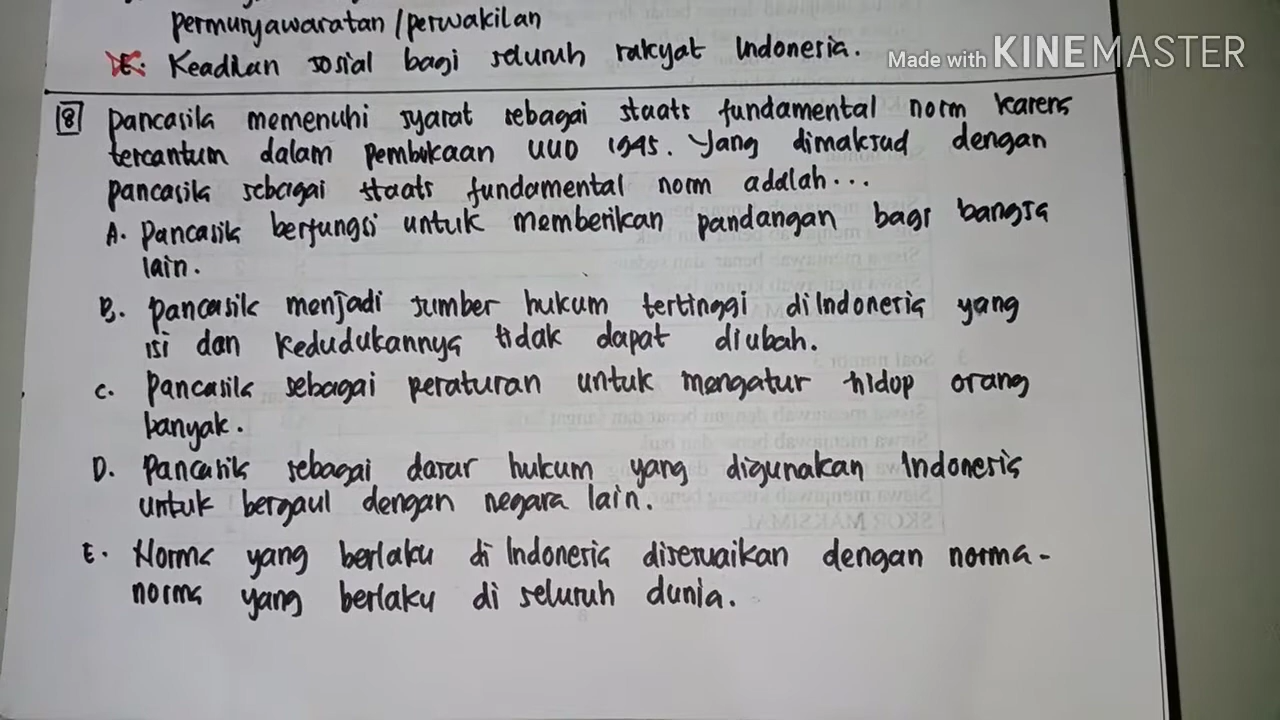 permusyawaratan / perwakilan
E. Keadilan sosial bagi seluruh rakyat Indonesia.
Made with KINEMASTER
8 Pancasila memenuhi syarat sebagai staats fundamental norm karena
tercantum dalam pembukaan UUD 1945. Yang dimaksud dengan
pancasila sebagai staats fundamental norm adalah...
A. Pancasila berfungsi untuk memberikan pandangan bagi bangsa
lain.
B. Pancasila menjadi sumber hukum tertinggi diIndonesia yang
isi dan kedudukannya tidak dapat diubah.
C. Pancasila sebagai peraturan untuk mengatur hidup orang
banyak.
D. Pancasila sebagai dasar hukum yang digunakan Indonesia
untuk bergaul dengan negara lain.
E. Norma yang berlaku di Indonesia disesuaikan dengan norma-
norma yang berlaku di seluruh dunia.
SKOR MAKSIMAL